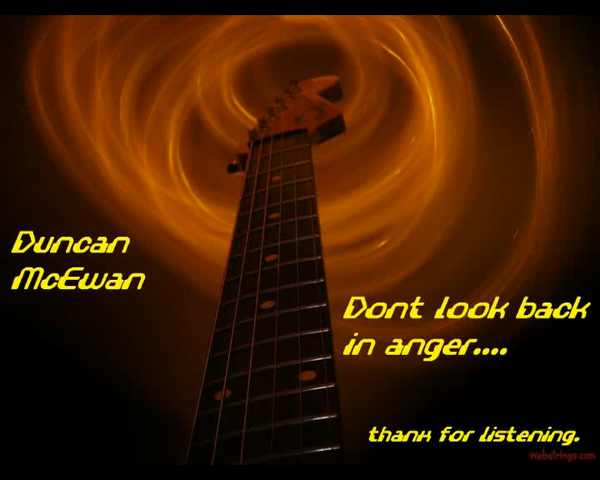 Duncan
McEwan
Dont look back
in anger....
thank for listening.
Webstrings.com